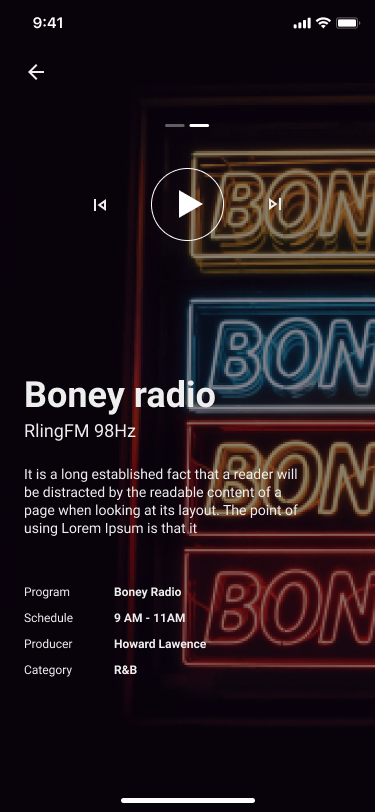 9:41
BON
BON
Boney radio
RlingFM 98Hz
BON
It is a long established fact that a reader will
be distracted by the readable content of a
page when looking at its layout. The point of
using Lorem Ipsum is that it
BON
Program Boney Radio
Schedule 9 AM - 11AM
Producer Howard Lawence
Category R&B